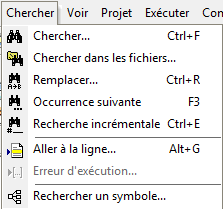 Chercher Voir Projet Exécuter Con
Chercher... Ctrl+F
Chercher dans les fichiers...
Remplacer... Ctrl+R
Occurrence suivante F3
Recherche incrémentale Ctrl+E
Aller à la ligne... Alt+G
Erreur d'exécution...
Rechercher un symbole...